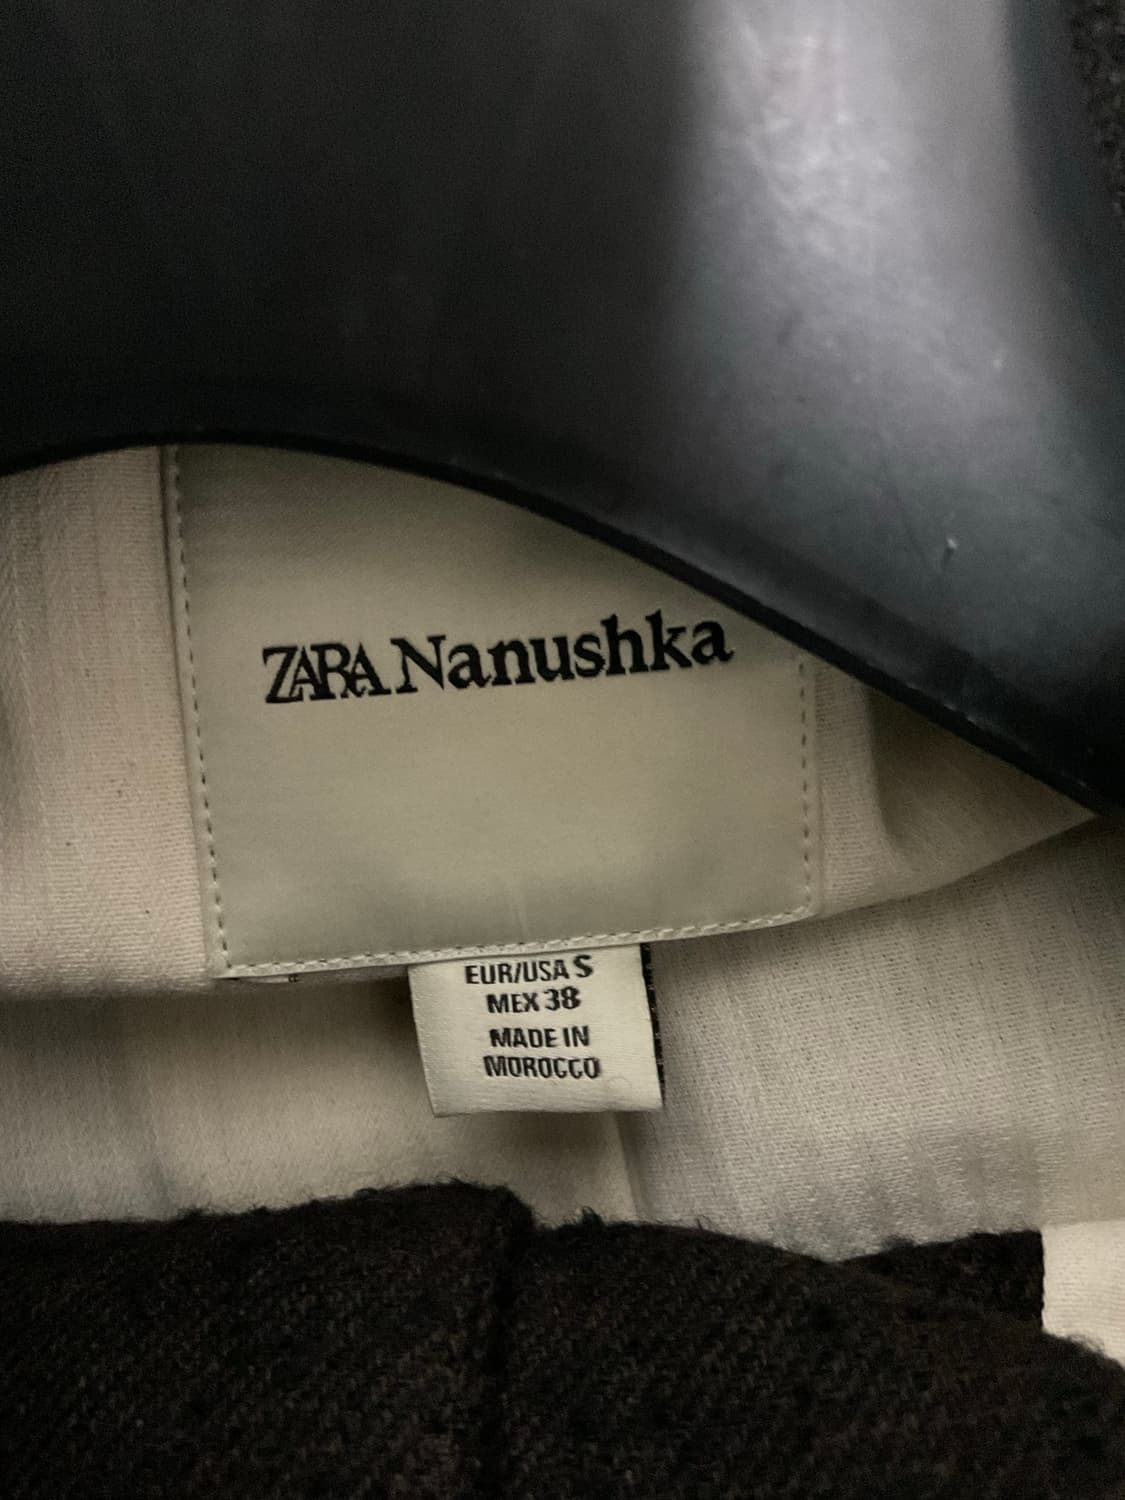 ZARA Nanushka
EUR/USA S
MEX 38
MADE IN
MOROCCO